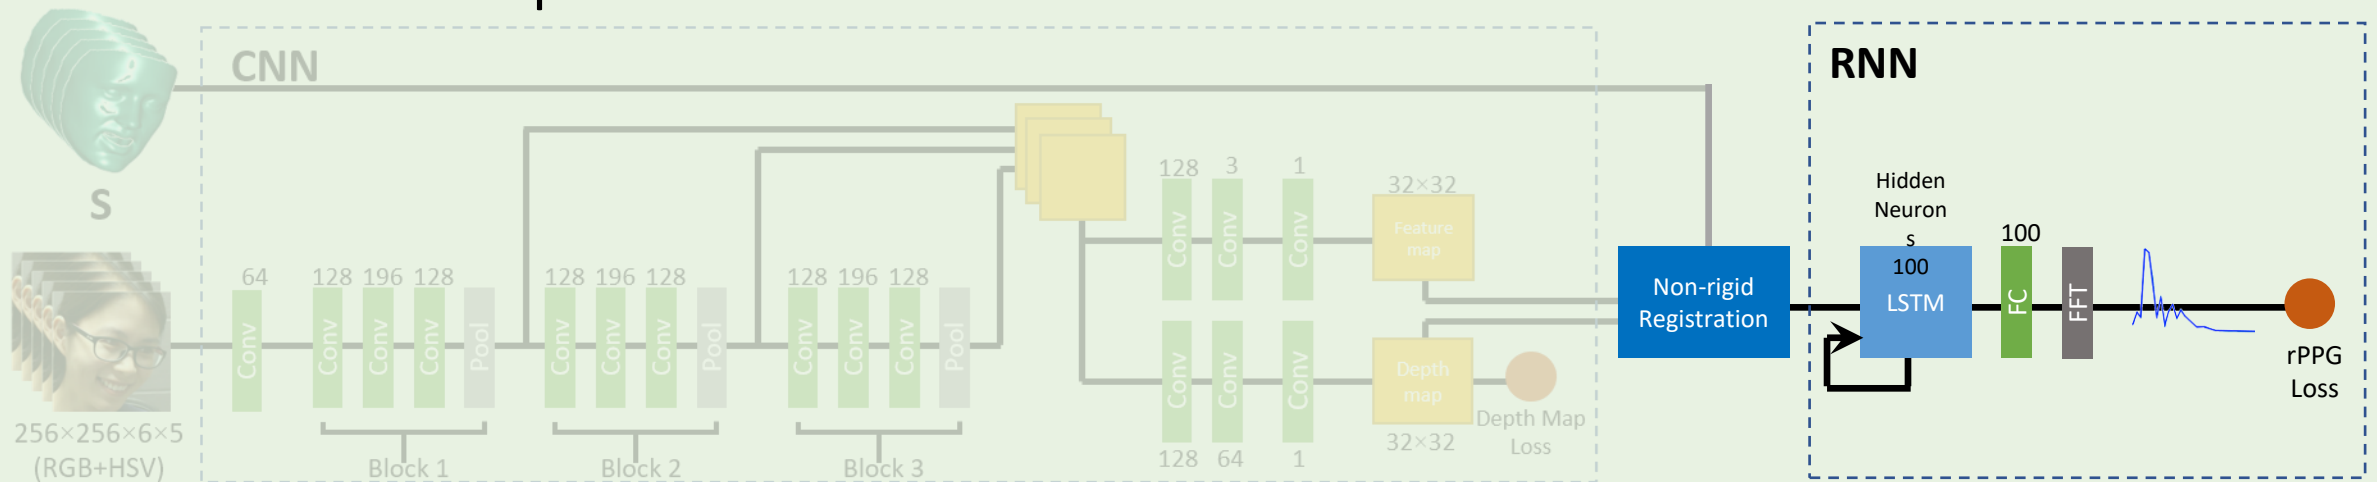 CNN
RNN
S
256×256×6×5
(RGB+HSV)
64
Conv
128 196 128
Conv Conv Conv Pool
Block 1
128 196 128
Conv Conv Conv Pool
Block 2
128 196 128
Conv Conv Conv Pool
Block 3
128 3 1
Conv Conv Conv
32×32
Feature
map
Conv Conv Conv
128 64 1
Depth
map
32×32
Depth Map
Loss
Non-rigid
Registration
Hidden
Neuron
s
100
LSTM
100
FC
FFT
rPPG
Loss